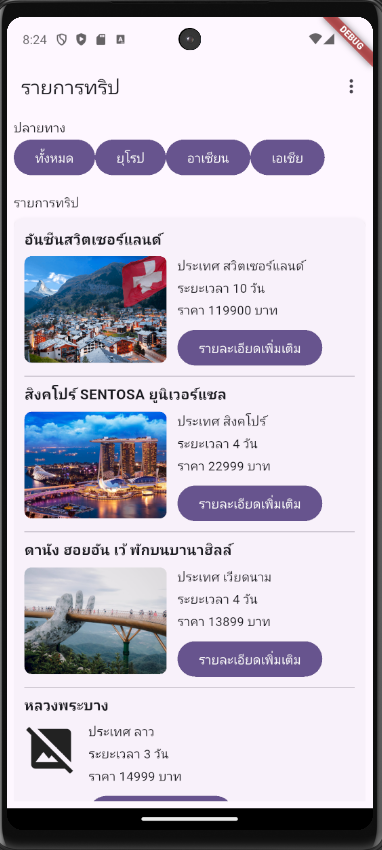 8:24
DEBUG
รายการทริป
ปลายทาง
ทั้งหมด ยุโรป อาเซียน เอเชีย
รายการทริป
อันซีนสวิตเซอร์แลนด์
ประเทศ สวิตเซอร์แลนด์
ระยะเวลา 10 วัน
ราคา 119900 บาท
รายละเอียดเพิ่มเติม
สิงคโปร์ SENTOSA ยูนิเวอร์แซล
ประเทศ สิงคโปร์
ระยะเวลา 4 วัน
ราคา 22999 บาท
รายละเอียดเพิ่มเติม
ดานัง ฮอยอัน เว้ พักบนบานาฮิลล์
ประเทศ เวียดนาม
ระยะเวลา 4 วัน
ราคา 13899 บาท
รายละเอียดเพิ่มเติม
หลวงพระบาง
ประเทศ ลาว
ระยะเวลา 3 วัน
ราคา 14999 บาท